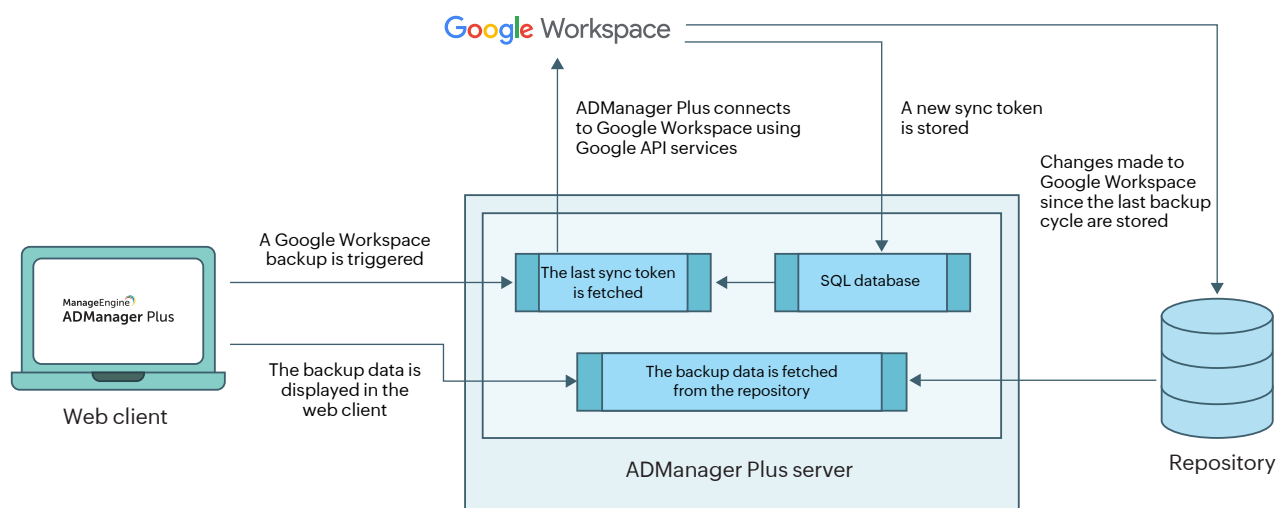 Google Workspace
ADManager Plus connects
to Google Workspace using
Google API services
A new sync token
is stored
Changes made to
Google Workspace
since the last backup
cycle are stored
A Google Workspace
backup is triggered
The last sync token
is fetched
SQL database
ManageEngine
ADManager Plus
The backup data is
displayed in the
web client
The backup data is fetched
from the repository
Web client
ADManager Plus server
Repository